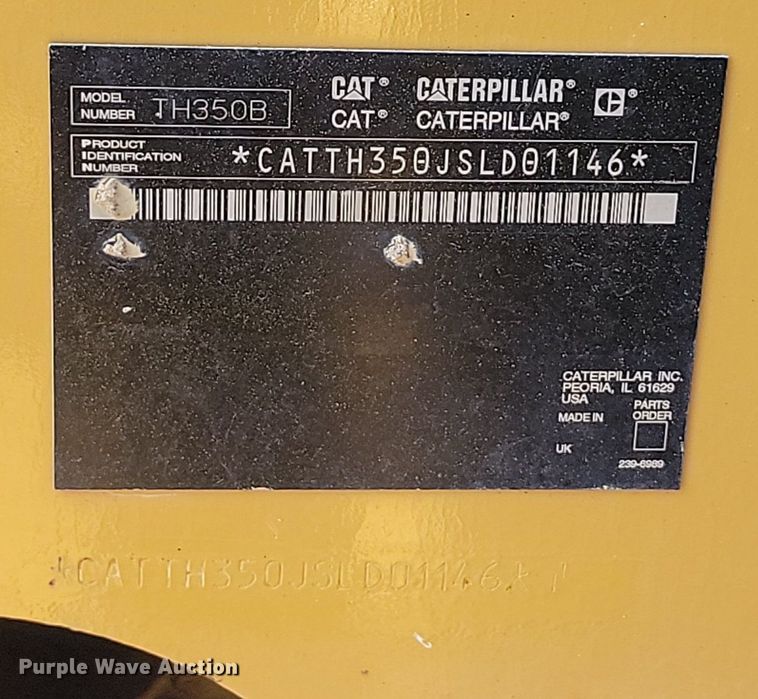 CAT® CATERPILLAR® C®
CAT® CATERPILLAR®
MODEL NUMBER TH350B
PRODUCT IDENTIFICATION NUMBER *CATTH350JSLD01146*
CATERPILLAR INC.
PEORIA, IL 61629
USA
PARTS ORDER
MADE IN
UK
239-6989
*CATTH350JSLD01146*
Purple Wave Auction